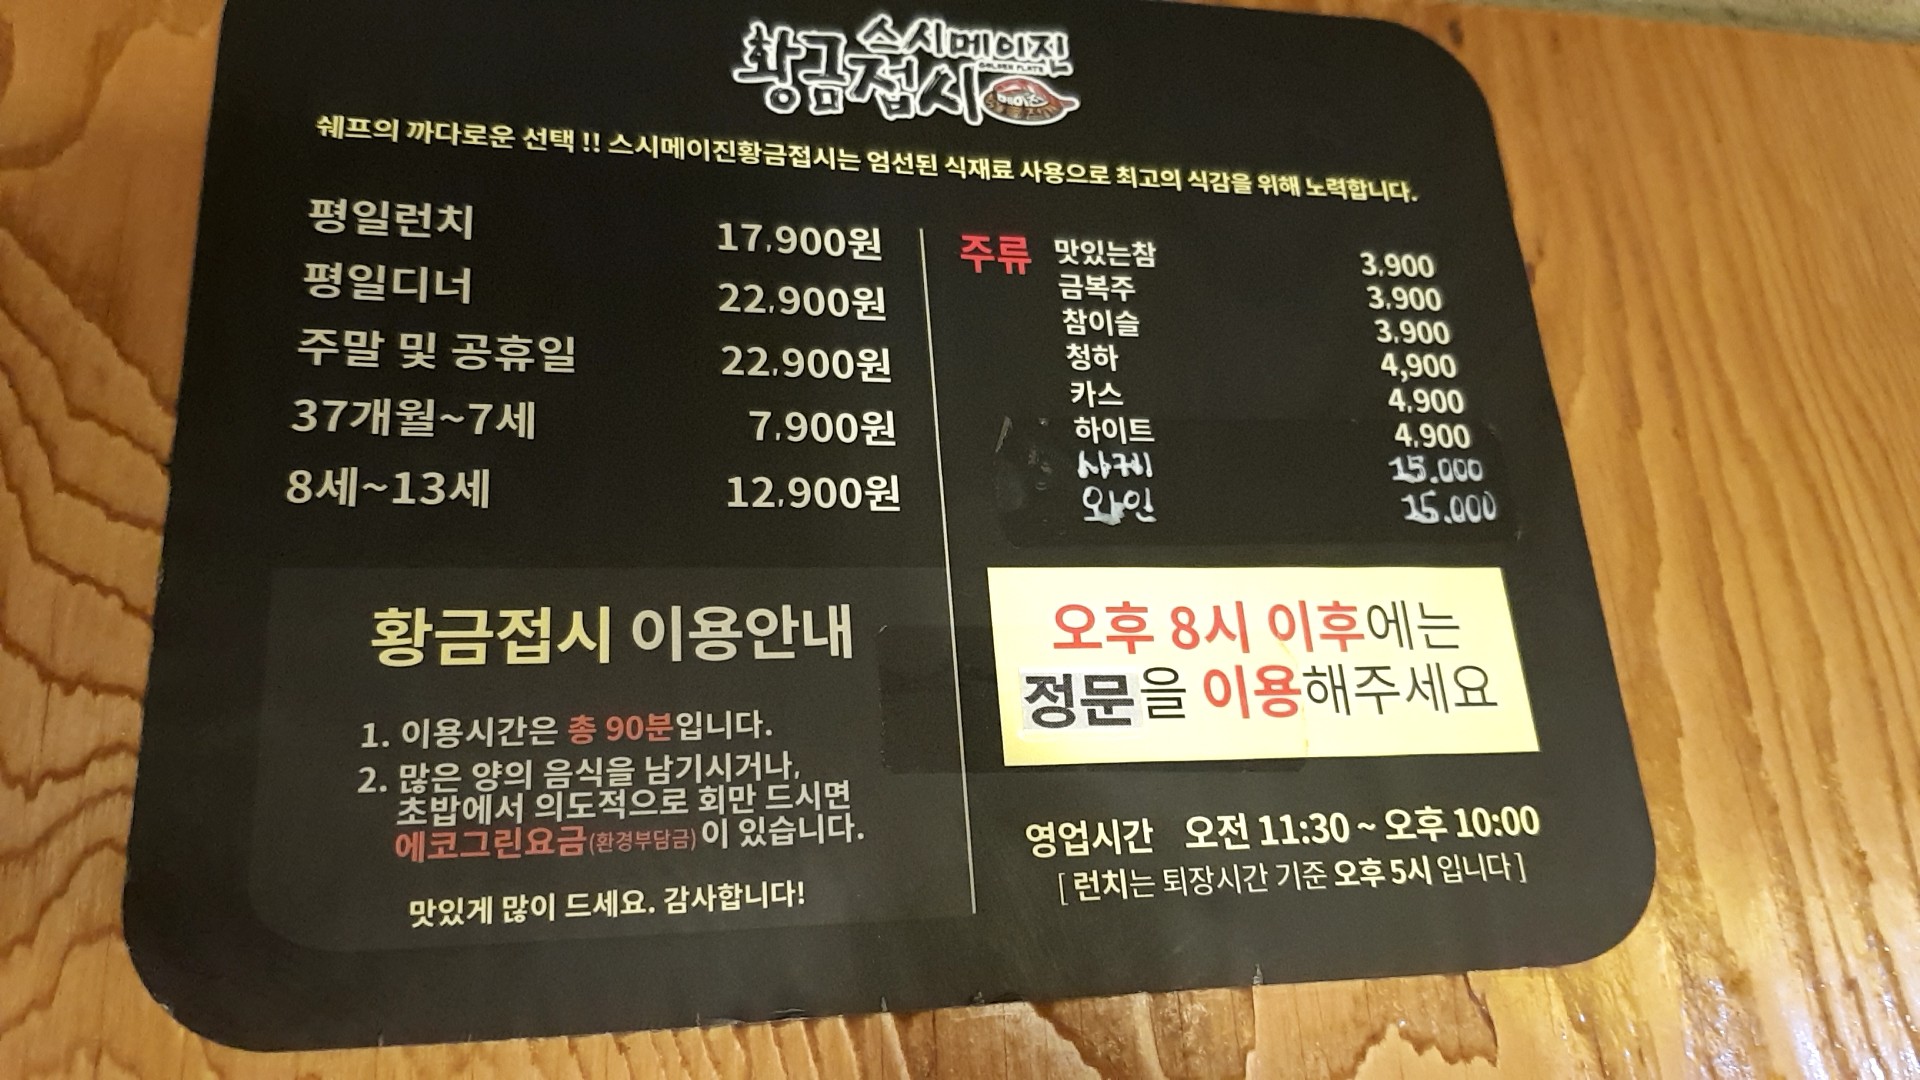 스시메이진
GOLDEN PLATE
황금접시
쉐프의 까다로운 선택 !! 스시메이진황금접시는 엄선된 식재료 사용으로 최고의 식감을 위해 노력합니다.
평일런치 17,900원
평일디너 22,900원
주말 및 공휴일 22,900원
37개월~7세 7,900원
8세~13세 12,900원
주류 맛있는참 3,900
금복주 3,900
참이슬 3,900
청하 4,900
카스 4,900
하이트 4,900
사케 15.000
와인 15.000
황금접시 이용안내
1. 이용시간은 총 90분입니다.
2. 많은 양의 음식을 남기시거나,
초밥에서 의도적으로 회만 드시면
에코그린요금(환경부담금)이 있습니다.
맛있게 많이 드세요. 감사합니다!
오후 8시 이후에는
정문을 이용해주세요
영업시간 오전 11:30 ~ 오후 10:00
[ 런치는 퇴장시간 기준 오후 5시 입니다 ]